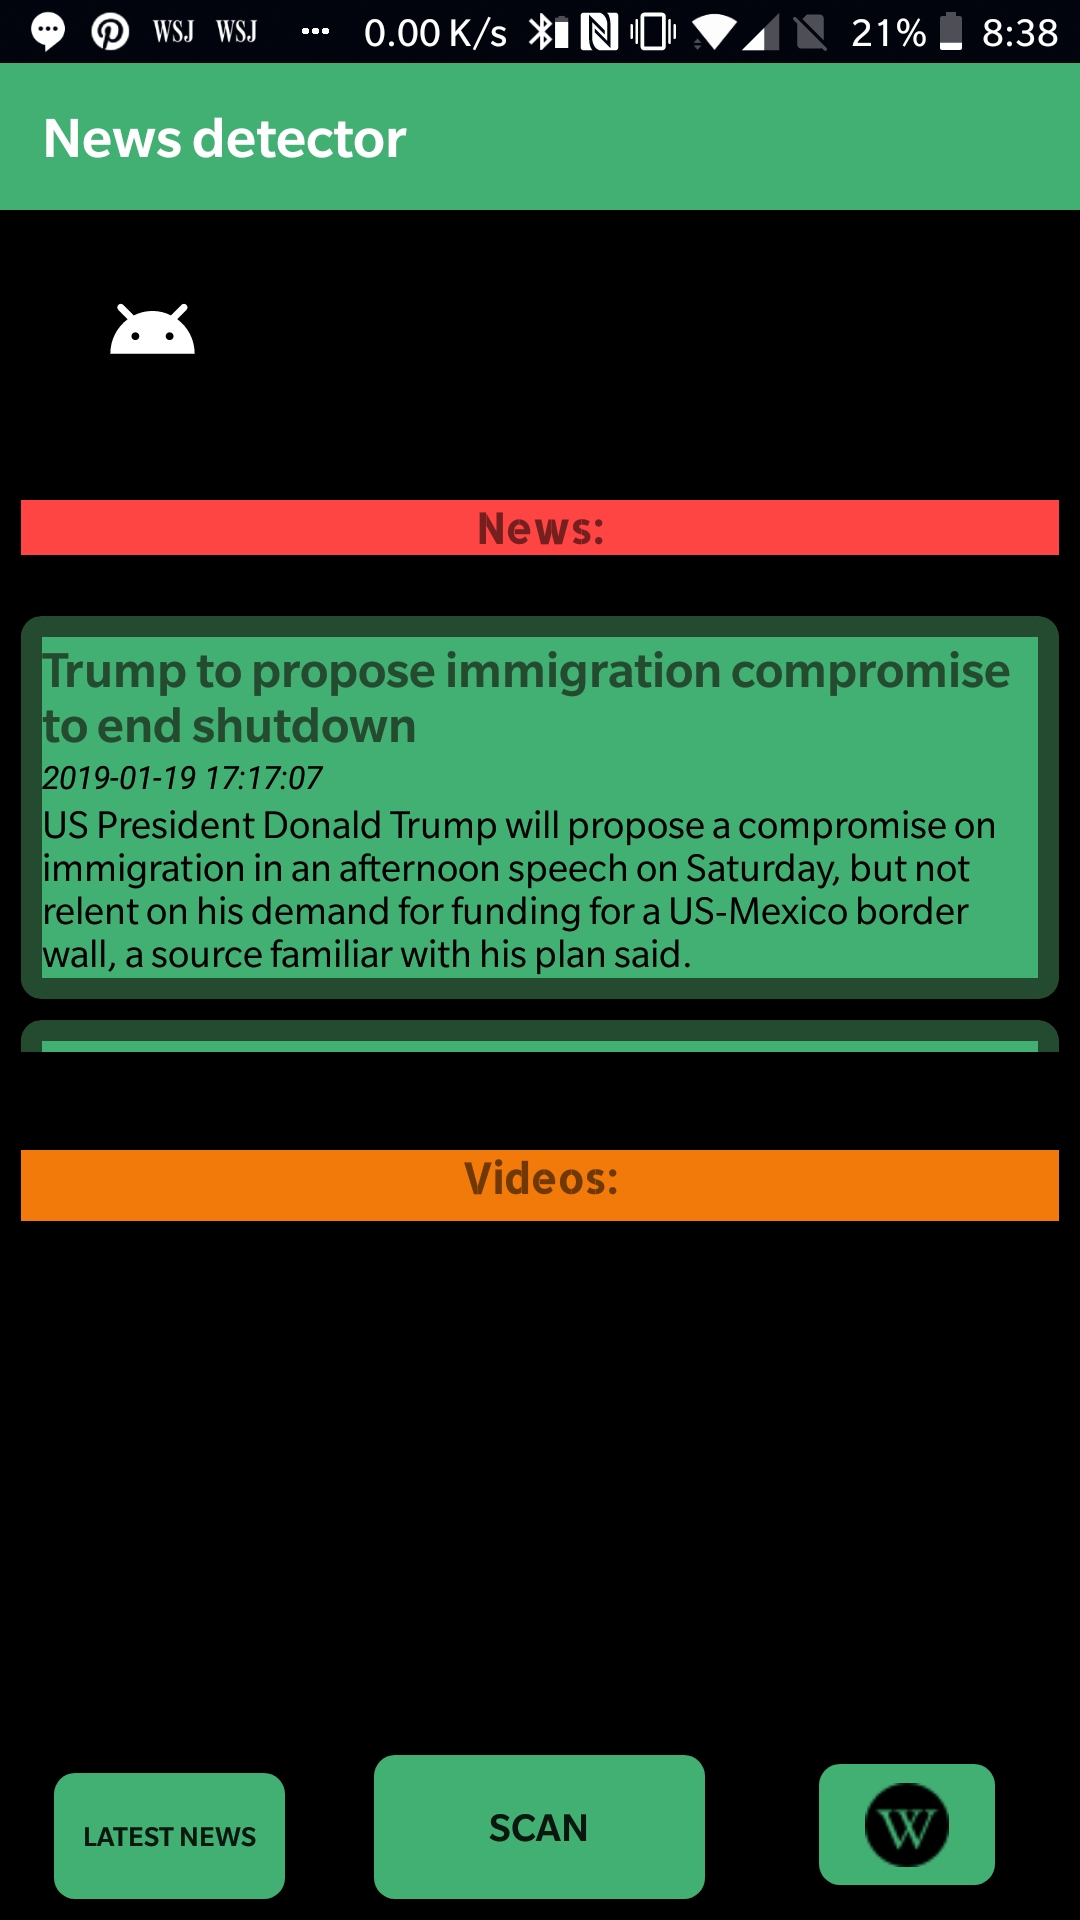 WSJ WSJ 0.00 K/s 21% 8:38
News detector
News:
Trump to propose immigration compromise
to end shutdown
2019-01-19 17:17:07
US President Donald Trump will propose a compromise on
immigration in an afternoon speech on Saturday, but not
relent on his demand for funding for a US-Mexico border
wall, a source familiar with his plan said.
Videos:
LATEST NEWS
SCAN
W